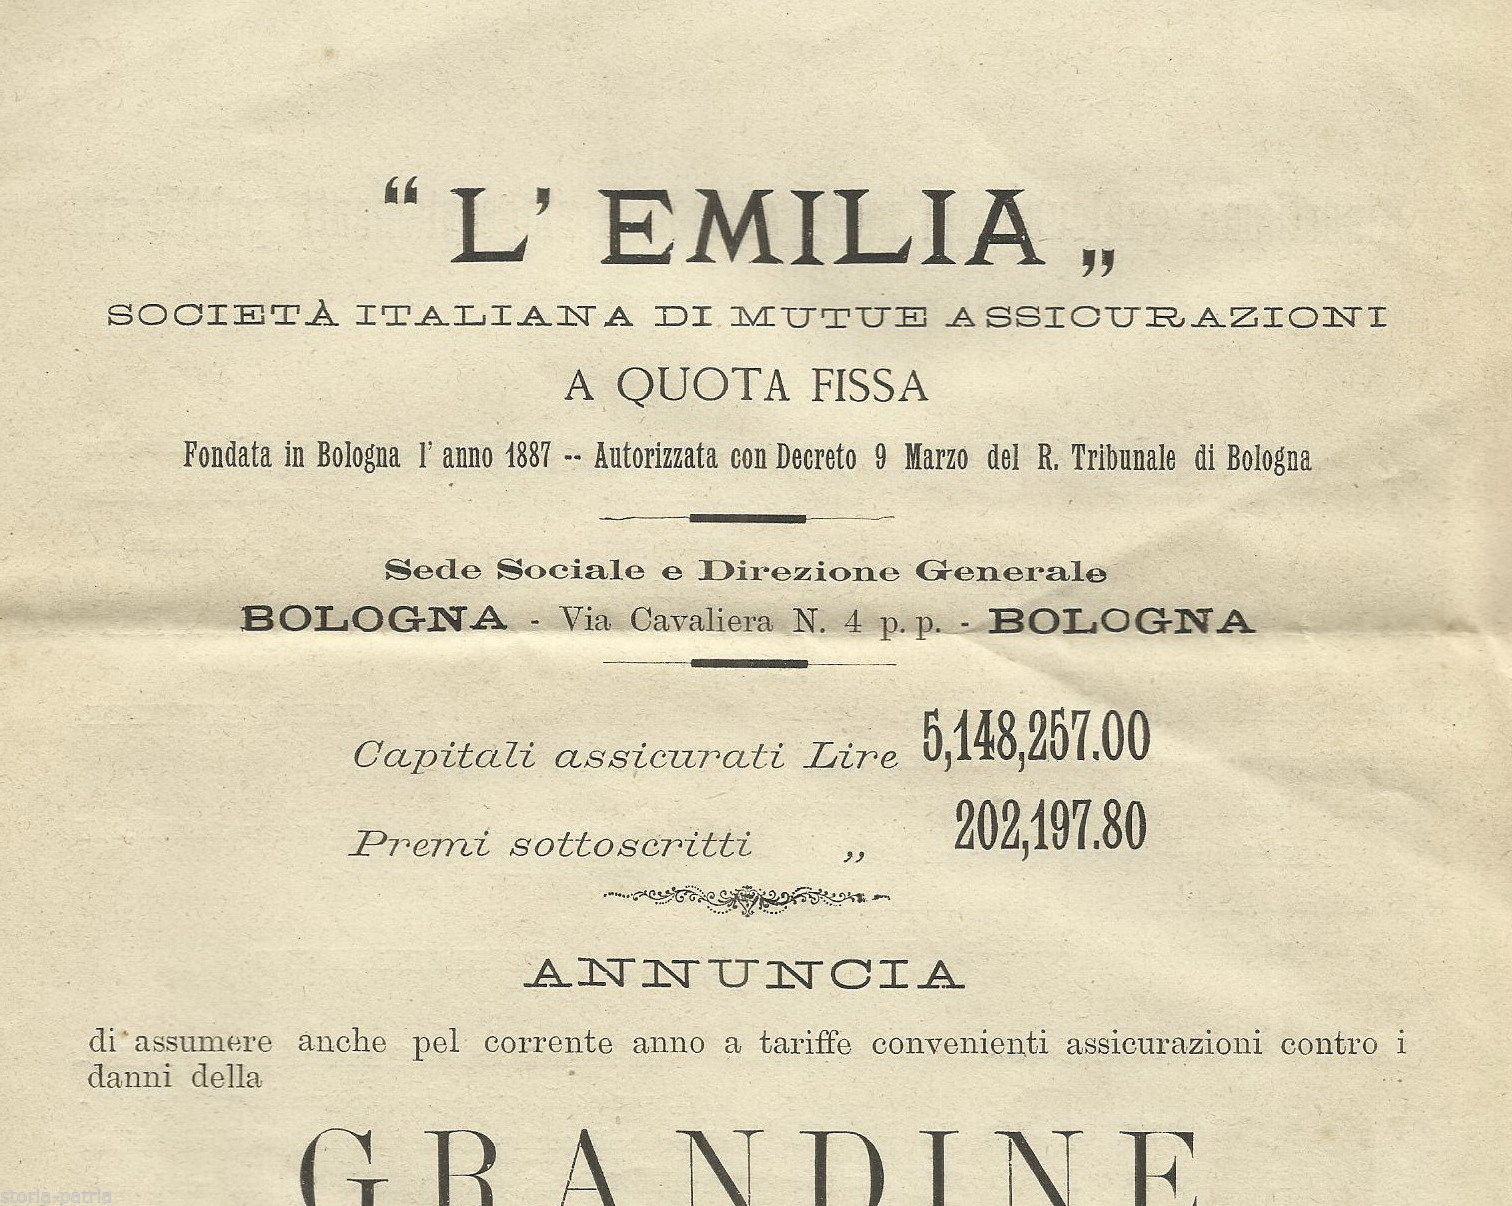 “ L' EMILIA „
SOCIETÀ ITALIANA DI MUTUE ASSICURAZIONI
A QUOTA FISSA
Fondata in Bologna l' anno 1887 -- Autorizzata con Decreto 9 Marzo del R. Tribunale di Bologna
Sede Sociale e Direzione Generale
BOLOGNA - Via Cavaliera N. 4 p. p. - BOLOGNA
Capitali assicurati Lire 5,148,257.00
Premi sottoscritti „ 202,197.80
ANNUNCIA
di assumere anche pel corrente anno a tariffe convenienti assicurazioni contro i
danni della
GRANDINE
storia-patria